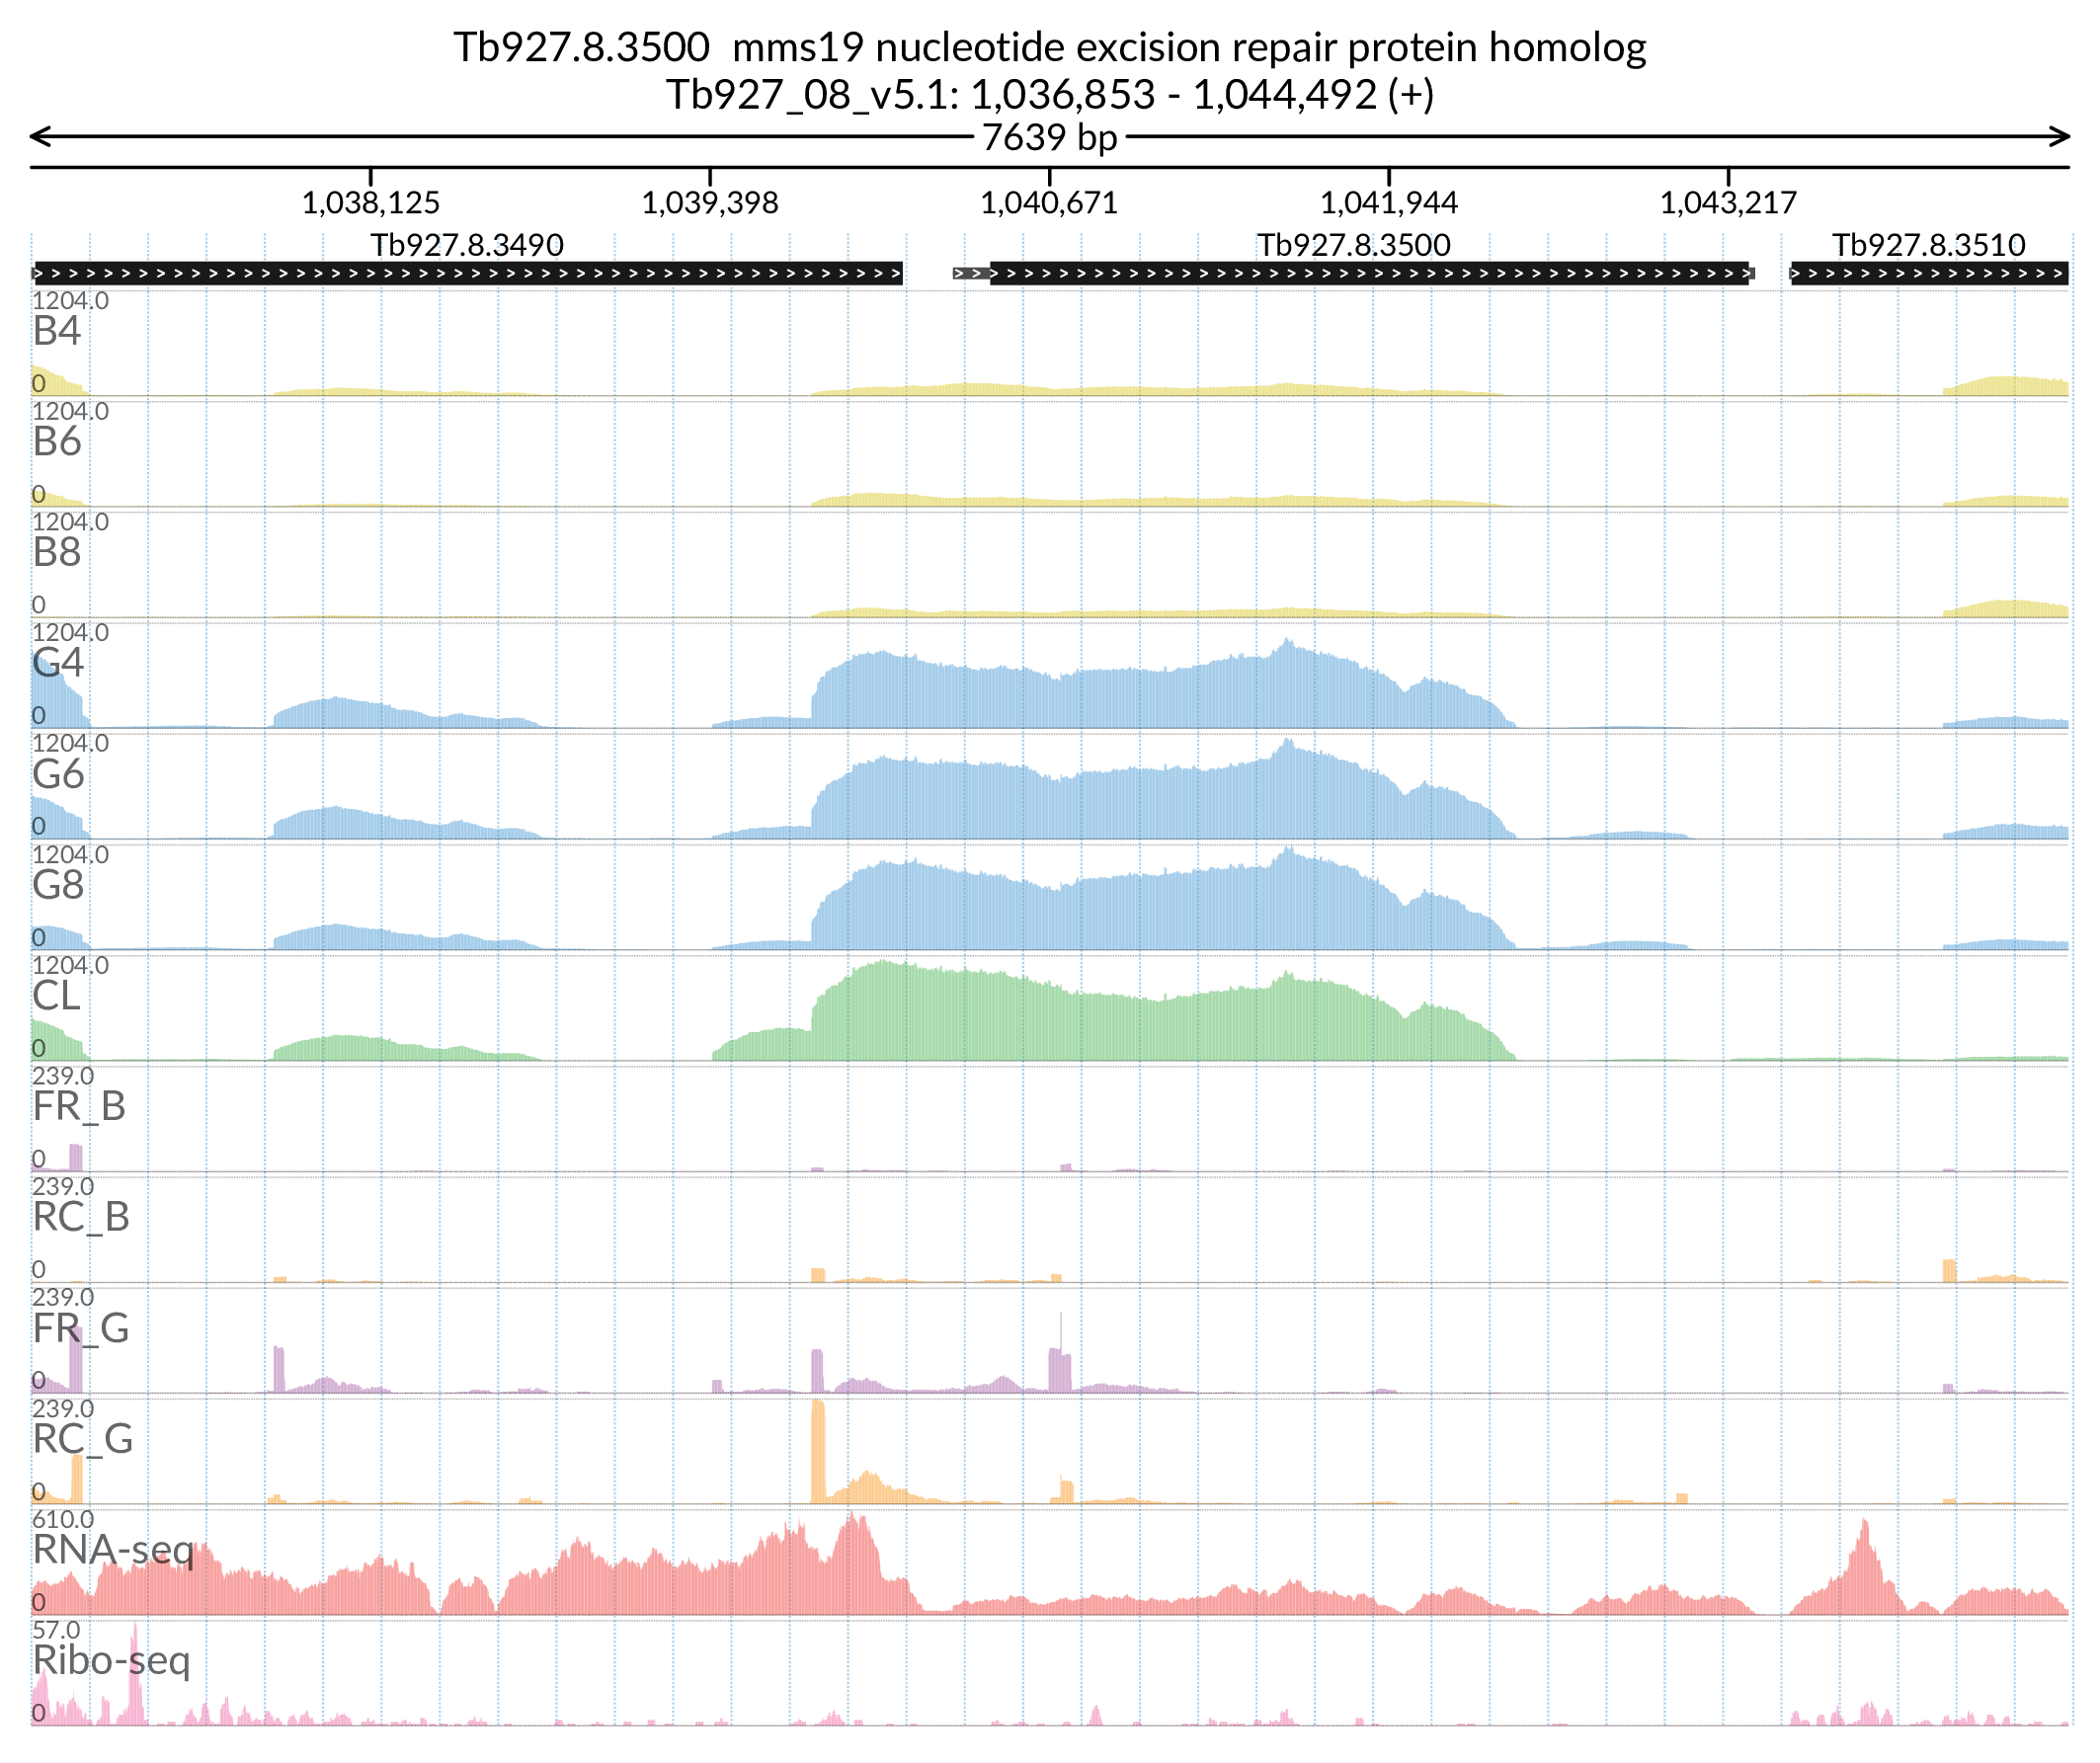 Tb927.8.3500  mms19 nucleotide excision repair protein homolog
Tb927_08_v5.1: 1,036,853 - 1,044,492 (+)
7639 bp
1,038,125 1,039,398 1,040,671 1,041,944 1,043,217
Tb927.8.3490 Tb927.8.3500 Tb927.8.3510
1204.0
B4
0
1204.0
B6
0
1204.0
B8
0
1204.0
G4
0
1204.0
G6
0
1204.0
G8
0
1204.0
CL
0
239.0
FR_B
0
239.0
RC_B
0
239.0
FR_G
0
239.0
RC_G
0
610.0
RNA-seq
0
57.0
Ribo-seq
0